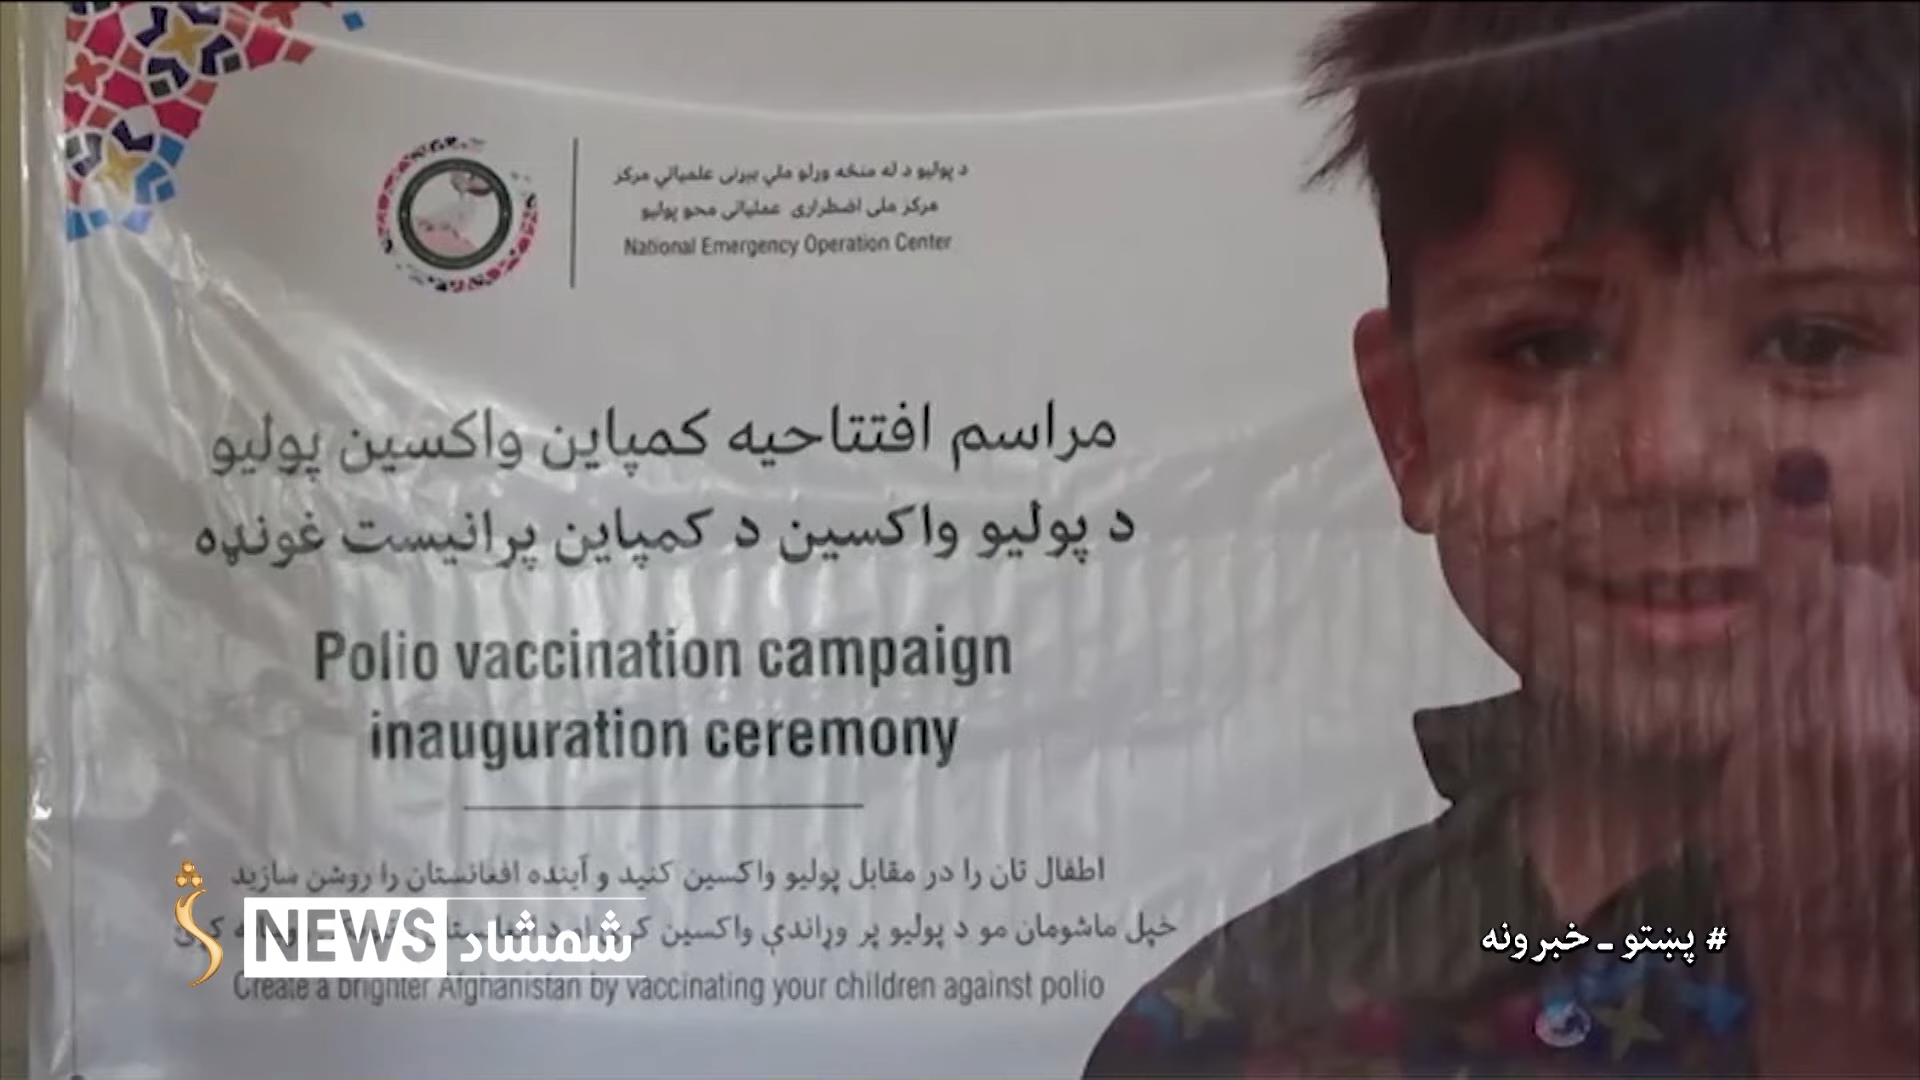 د پولیو د له منځه وړلو ملي بیړنی عملیاتي مرکز
مرکز ملی اضطراری عملیاتی محو پولیو
National Emergency Operation Center
مراسم افتتاحیه کمپاین واکسین پولیو
د پولیو واکسین د کمپاین پرانیست غونډه
Polio vaccination campaign
inauguration ceremony
اطفال تان را در مقابل پولیو واکسین کنید و آینده افغانستان را روشن سازید
خپل ماشومان مو د پولیو پر وړاندې واکسین
Create a brighter Afghanistan by vaccinating your children against polio
NEWS شمشاد
# پښتو ـ خبرونه